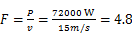 F = P/v = 72000 W/15m/s = 4.8